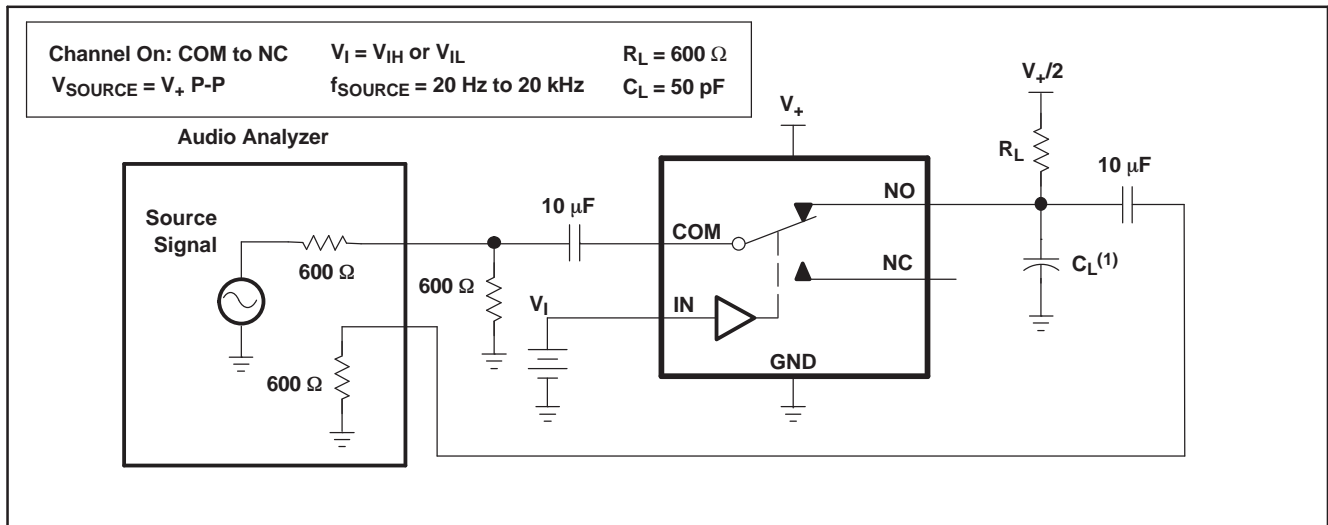 Channel On: COM to NC
V_I = V_IH or V_IL
R_L = 600 Ω
V_SOURCE = V_+ P-P
f_SOURCE = 20 Hz to 20 kHz
C_L = 50 pF
V_+/2
V_+
Audio Analyzer
R_L
10 μF
NO
Source
Signal
10 μF
COM
NC
C_L(1)
600 Ω
600 Ω
V_I
IN
GND
600 Ω